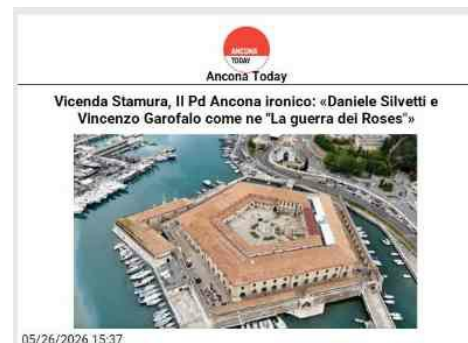 ANCONA
TODAY
Ancona Today
Vicenda Stamura, Il Pd Ancona ironico: «Daniele Silvetti e
Vincenzo Garofalo come ne "La guerra dei Roses"»
05/26/2026 15:37